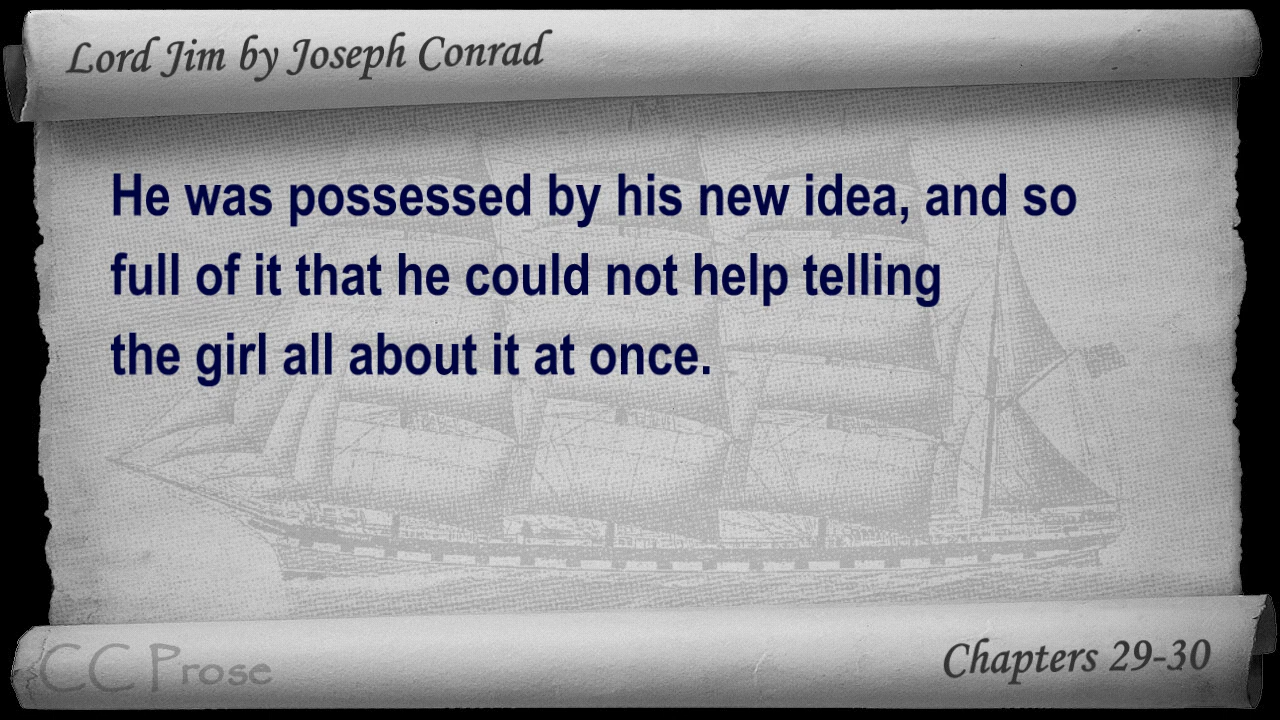 Lord Jim by Joseph Conrad
He was possessed by his new idea, and so
full of it that he could not help telling
the girl all about it at once.
CC Prose
Chapters 29-30